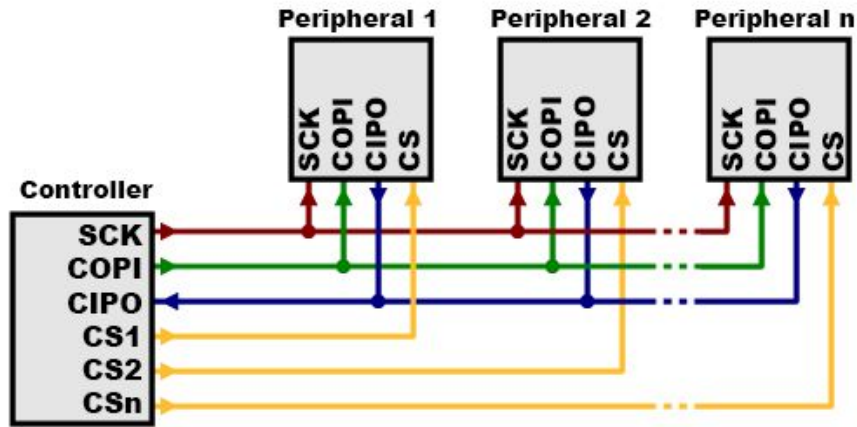 Peripheral 1
Peripheral 2
Peripheral n
SCK
COPI
CIPO
CS
SCK
COPI
CIPO
CS
SCK
COPI
CIPO
CS
Controller
SCK
COPI
CIPO
CS1
CS2
CSn